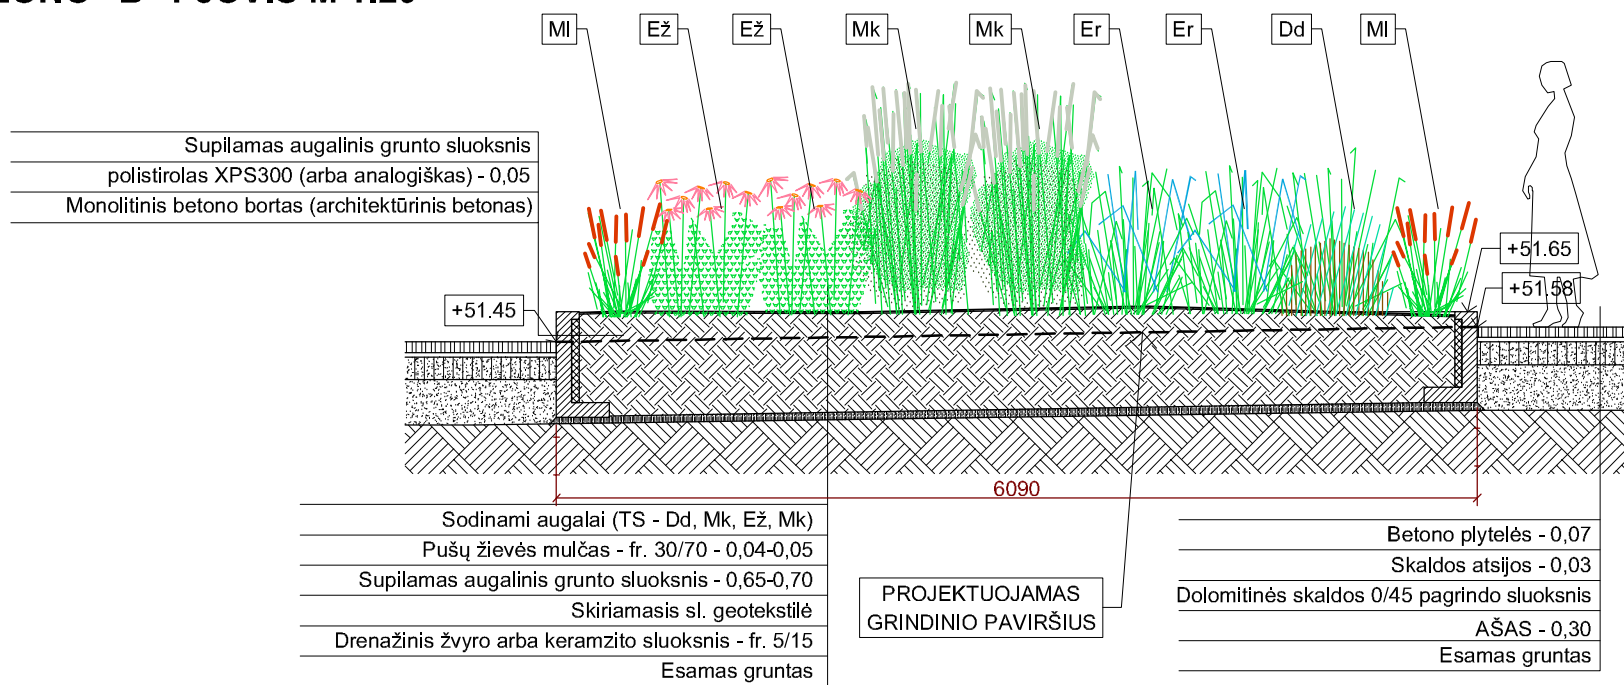 Ml Ež Ež Mk Mk Er Er Dd Ml
Supilamas augalinis grunto sluoksnis
polistirolas XPS300 (arba analogiškas) - 0,05
Monolitinis betono bortas (architektūrinis betonas)
+51.65
+51.58
+51.45
6090
Sodinami augalai (TS - Dd, Mk, Ež, Mk)
Pušų žievės mulčas - fr. 30/70 - 0,04-0,05
Supilamas augalinis grunto sluoksnis - 0,65-0,70
Skiriamasis sl. geotekstilė
Drenažinis žvyro arba keramzito sluoksnis - fr. 5/15
Esamas gruntas
PROJEKTUOJAMAS
GRINDINIO PAVIRŠIUS
Betono plytelės - 0,07
Skaldos atsijos - 0,03
Dolomitinės skaldos 0/45 pagrindo sluoksnis
AŠAS - 0,30
Esamas gruntas